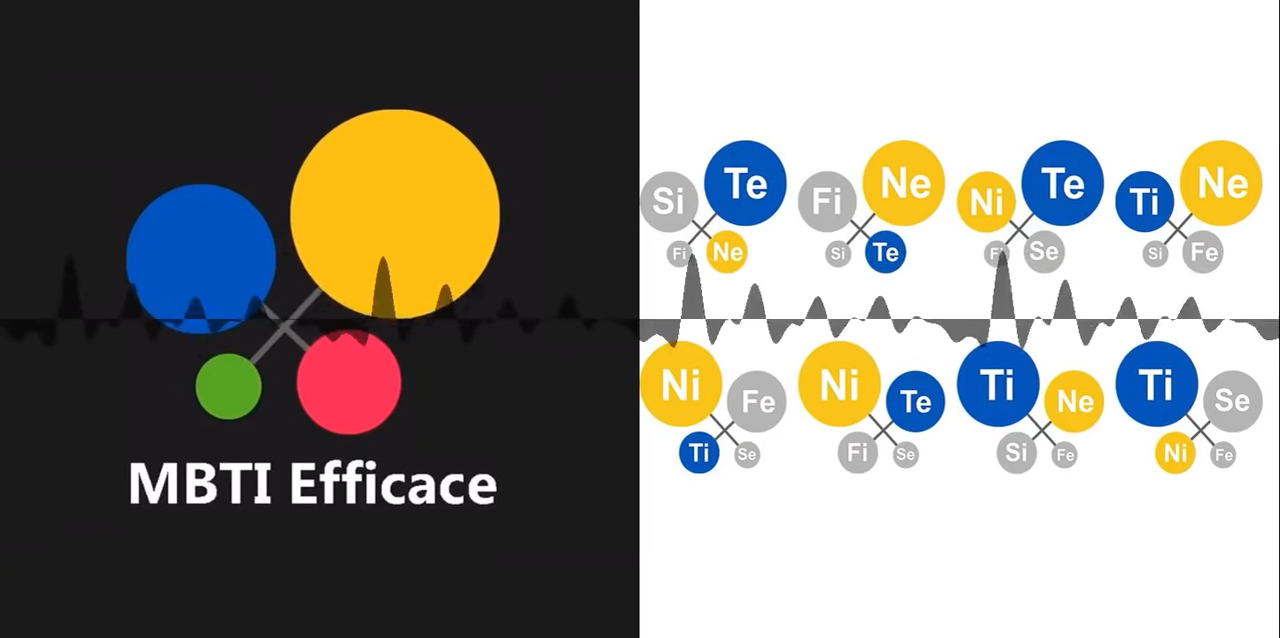 MBTI Efficace
Si Te Fi Ne Ni Te Ti Ne
Fi Ne Si Te Fi Se Si Fe
Ni Fe Ni Te Ti Ne Ti Se
Ti Se Fi Se Si Fe Ni Fe